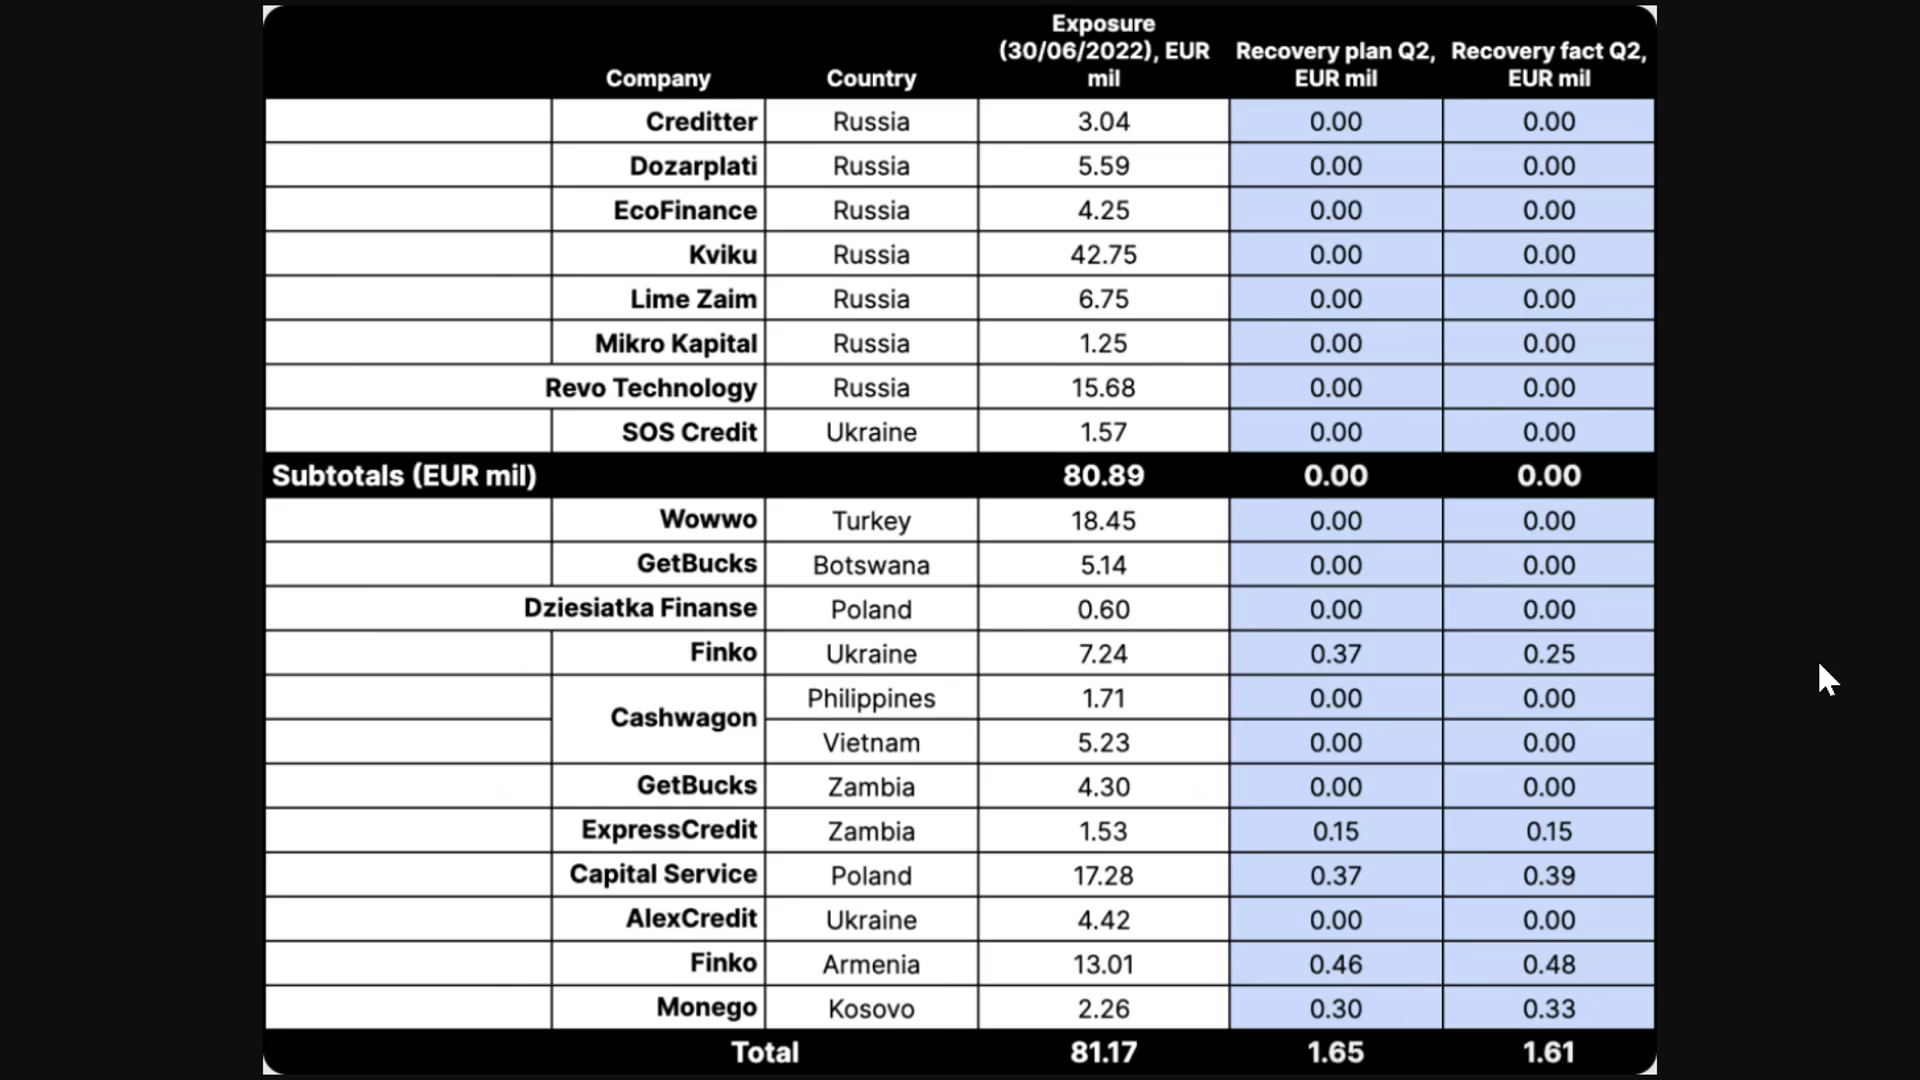 Company Country Exposure (30/06/2022), EUR mil Recovery plan Q2, EUR mil Recovery fact Q2, EUR mil
Creditter Russia 3.04 0.00 0.00
Dozarplati Russia 5.59 0.00 0.00
EcoFinance Russia 4.25 0.00 0.00
Kviku Russia 42.75 0.00 0.00
Lime Zaim Russia 6.75 0.00 0.00
Mikro Kapital Russia 1.25 0.00 0.00
Revo Technology Russia 15.68 0.00 0.00
SOS Credit Ukraine 1.57 0.00 0.00
Subtotals (EUR mil) 80.89 0.00 0.00
Wowwo Turkey 18.45 0.00 0.00
GetBucks Botswana 5.14 0.00 0.00
Dziesiatka Finanse Poland 0.60 0.00 0.00
Finko Ukraine 7.24 0.37 0.25
Cashwagon Philippines 1.71 0.00 0.00
Vietnam 5.23 0.00 0.00
GetBucks Zambia 4.30 0.00 0.00
ExpressCredit Zambia 1.53 0.15 0.15
Capital Service Poland 17.28 0.37 0.39
AlexCredit Ukraine 4.42 0.00 0.00
Finko Armenia 13.01 0.46 0.48
Monego Kosovo 2.26 0.30 0.33
Total 81.17 1.65 1.61